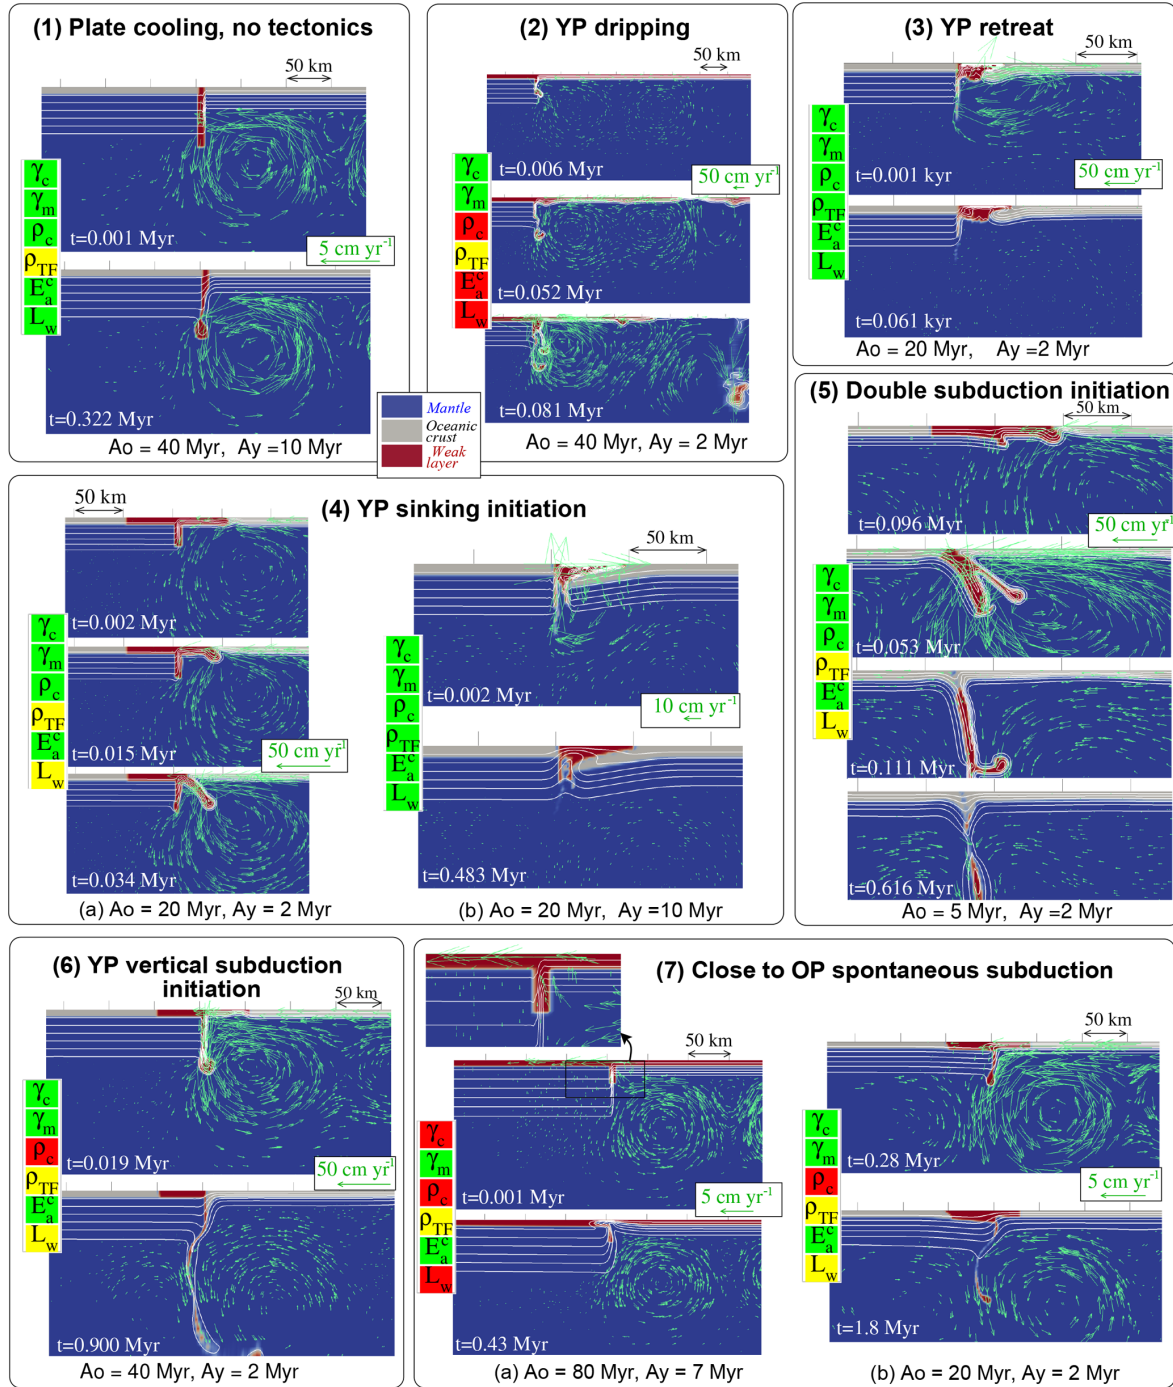 (1) Plate cooling, no tectonics
50 km
γc
γm
ρc
ρTF
Eac
Lw
t=0.001 Myr
5 cm yr-1
t=0.322 Myr
Ao = 40 Myr, Ay =10 Myr
(2) YP dripping
50 km
γc
γm
ρc
ρTF
Eac
Lw
t=0.006 Myr
50 cm yr-1
t=0.052 Myr
t=0.081 Myr
Ao = 40 Myr, Ay = 2 Myr
Mantle
Oceanic
crust
Weak
layer
(3) YP retreat
50 km
γc
γm
ρc
ρTF
Eac
Lw
t=0.001 kyr
50 cm yr-1
t=0.061 kyr
Ao = 20 Myr, Ay =2 Myr
(4) YP sinking initiation
50 km
γc
γm
ρc
ρTF
Eac
Lw
t=0.002 Myr
t=0.015 Myr
50 cm yr-1
t=0.034 Myr
(a) Ao = 20 Myr, Ay = 2 Myr
50 km
γc
γm
ρc
ρTF
Eac
Lw
t=0.002 Myr
10 cm yr-1
t=0.483 Myr
(b) Ao = 20 Myr, Ay =10 Myr
(5) Double subduction initiation
50 km
γc
γm
ρc
ρTF
Eac
Lw
t=0.096 Myr
50 cm yr-1
t=0.053 Myr
t=0.111 Myr
t=0.616 Myr
Ao = 5 Myr, Ay =2 Myr
(6) YP vertical subduction
initiation
50 km
γc
γm
ρc
ρTF
Eac
Lw
t=0.019 Myr
50 cm yr-1
t=0.900 Myr
Ao = 40 Myr, Ay = 2 Myr
(7) Close to OP spontaneous subduction
50 km
γc
γm
ρc
ρTF
Eac
Lw
t=0.001 Myr
5 cm yr-1
t=0.43 Myr
(a) Ao = 80 Myr, Ay = 7 Myr
50 km
γc
γm
ρc
ρTF
Eac
Lw
t=0.28 Myr
5 cm yr-1
t=1.8 Myr
(b) Ao = 20 Myr, Ay = 2 Myr